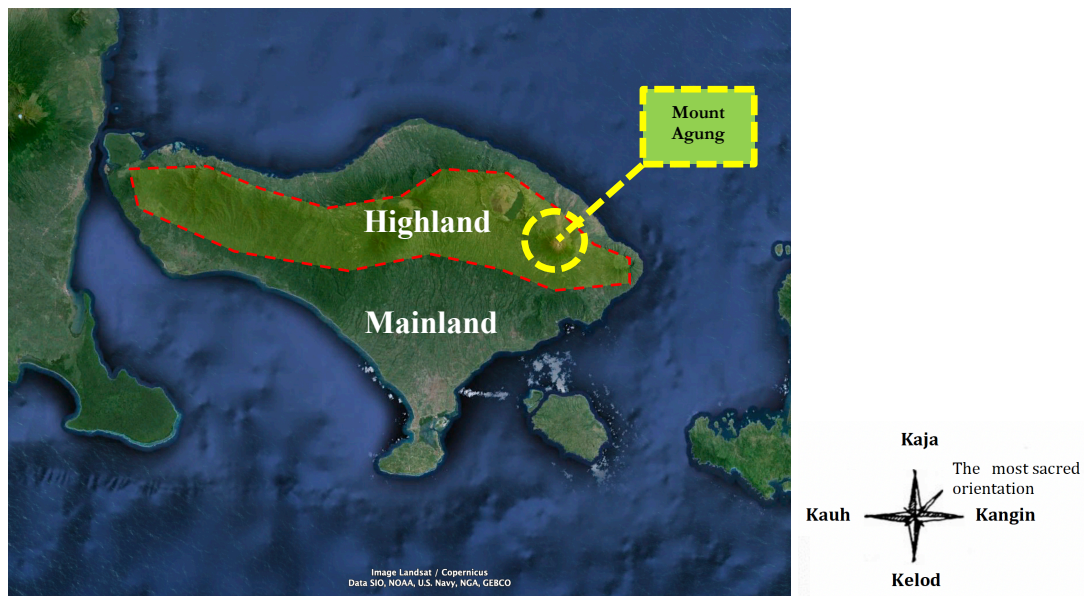 Mount
Agung
Highland
Mainland
Image Landsat / Copernicus
Data SIO, NOAA, U.S. Navy, NGA, GEBCO
Kaja
The most sacred
orientation
Kauh
Kangin
Kelod